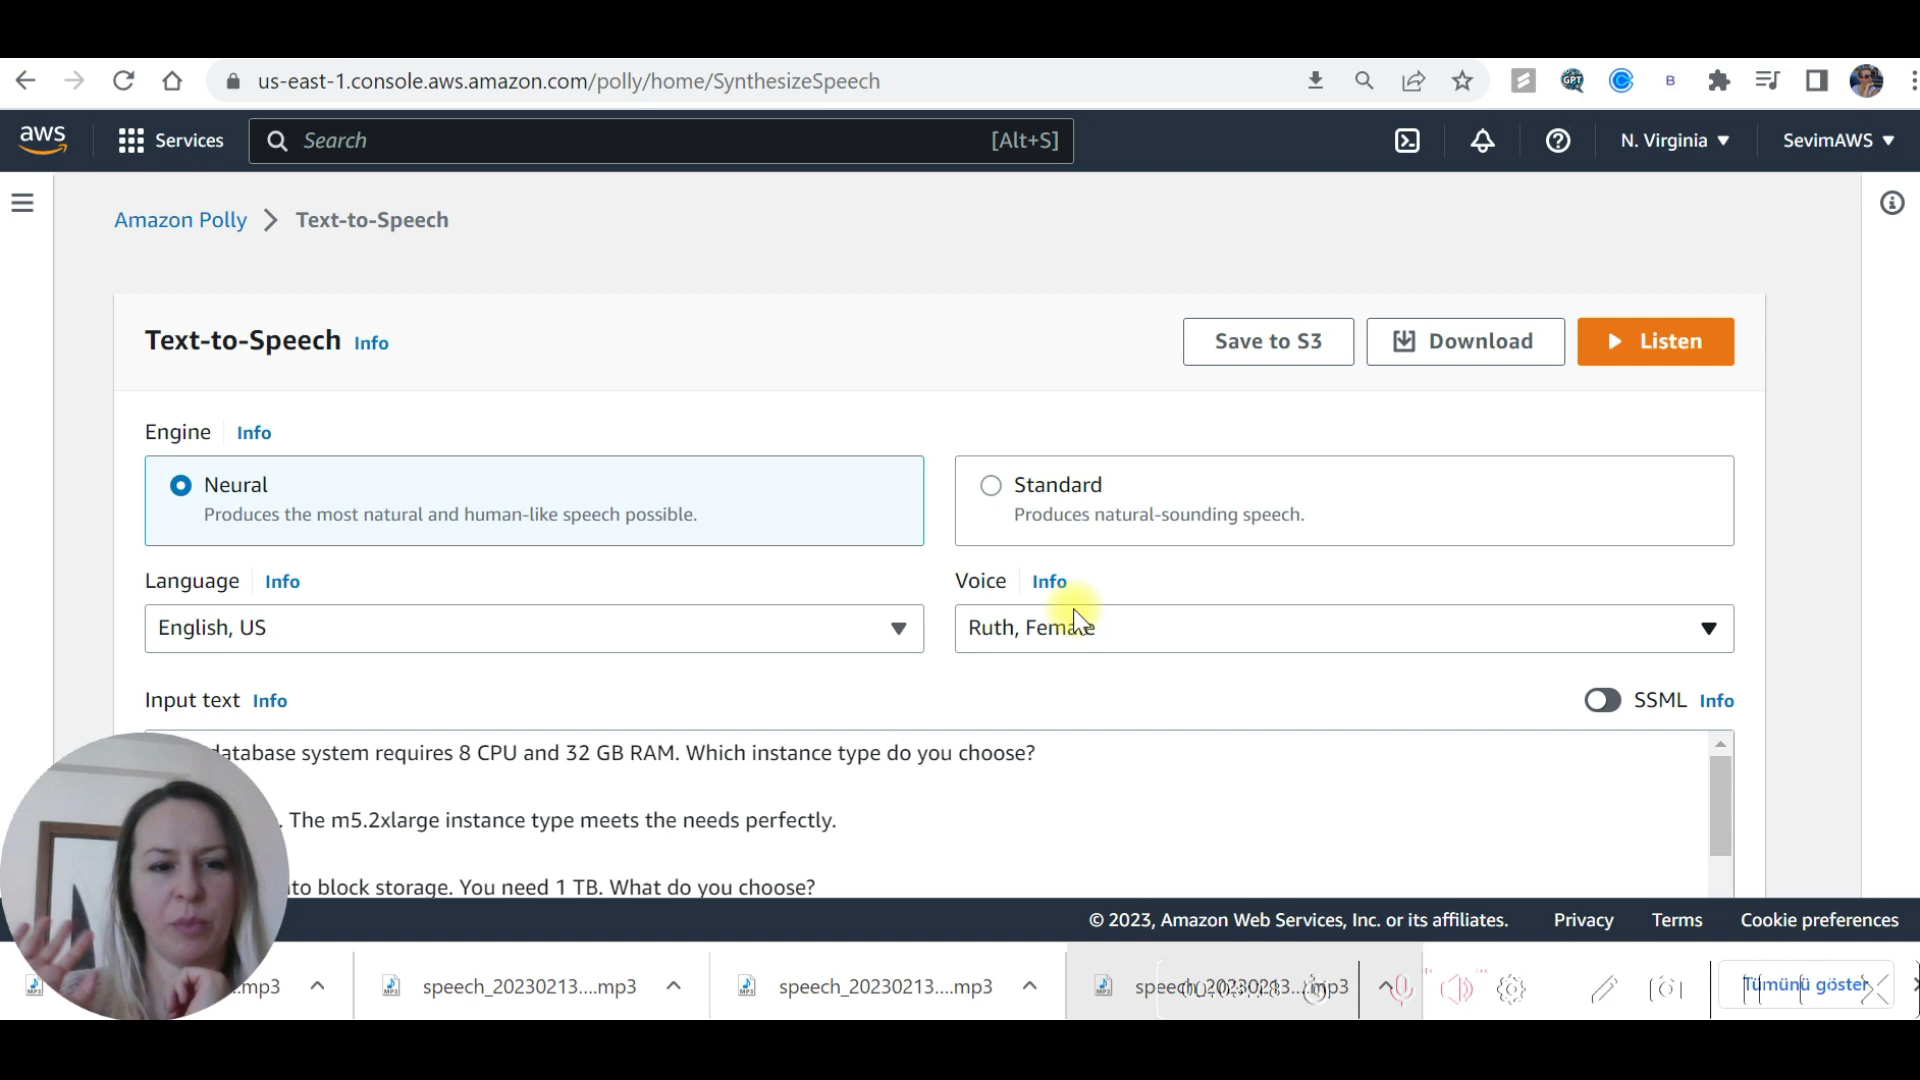 us-east-1.console.aws.amazon.com/polly/home/SynthesizeSpeech
GPT
B
aws Services Search [Alt+S] N. Virginia SevimAWS
Amazon Polly Text-to-Speech
Text-to-Speech Info Save to S3 Download Listen
Engine Info
Neural
Produces the most natural and human-like speech possible.
Standard
Produces natural-sounding speech.
Language Info Voice Info
English, US Ruth, Female
Input text Info SSML Info
database system requires 8 CPU and 32 GB RAM. Which instance type do you choose?
. The m5.2xlarge instance type meets the needs perfectly.
to block storage. You need 1 TB. What do you choose?
© 2023, Amazon Web Services, Inc. or its affiliates. Privacy Terms Cookie preferences
....mp3 speech_20230213....mp3 speech_20230213....mp3 speech_20230213....mp3 Tümünü göster